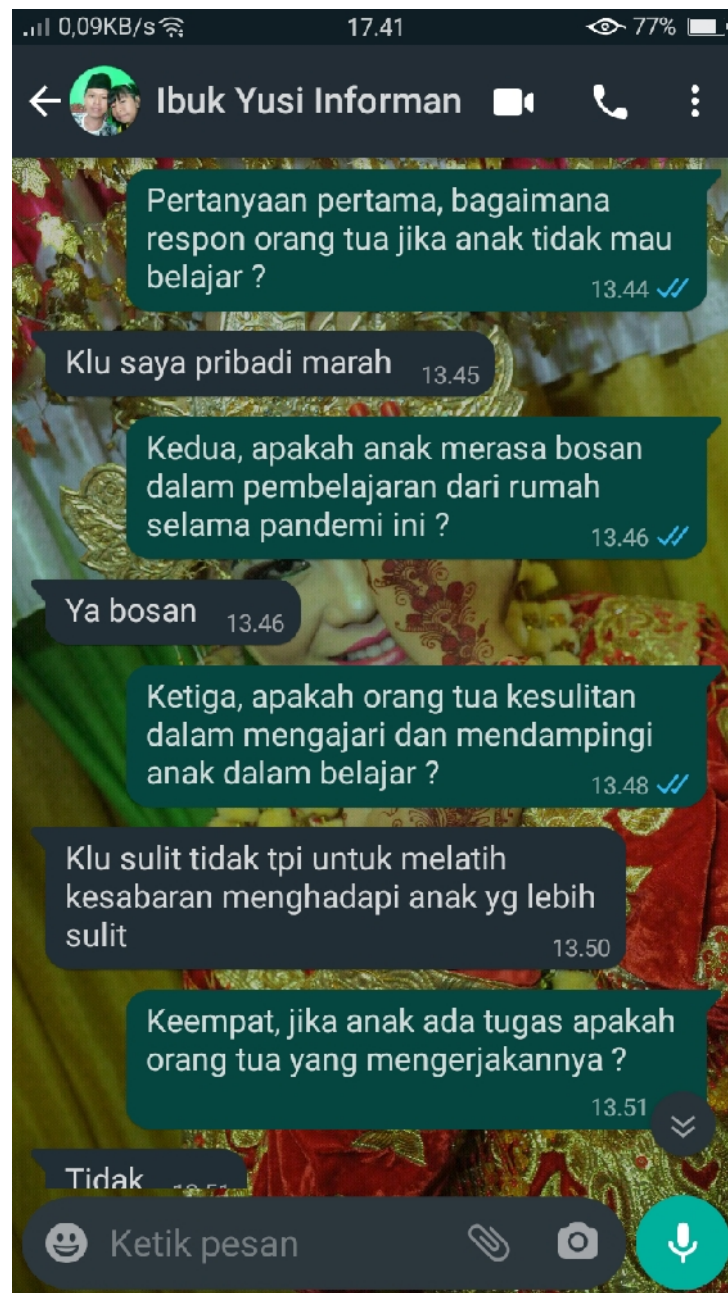 0,09KB/s
17.41
77%
Ibuk Yusi Informan
Pertanyaan pertama, bagaimana
respon orang tua jika anak tidak mau
belajar ?
13.44
Klu saya pribadi marah
13.45
Kedua, apakah anak merasa bosan
dalam pembelajaran dari rumah
selama pandemi ini ?
13.46
Ya bosan
13.46
Ketiga, apakah orang tua kesulitan
dalam mengajari dan mendampingi
anak dalam belajar ?
13.48
Klu sulit tidak tpi untuk melatih
kesabaran menghadapi anak yg lebih
sulit
13.50
Keempat, jika anak ada tugas apakah
orang tua yang mengerjakannya ?
13.51
Tidak
Ketik pesan